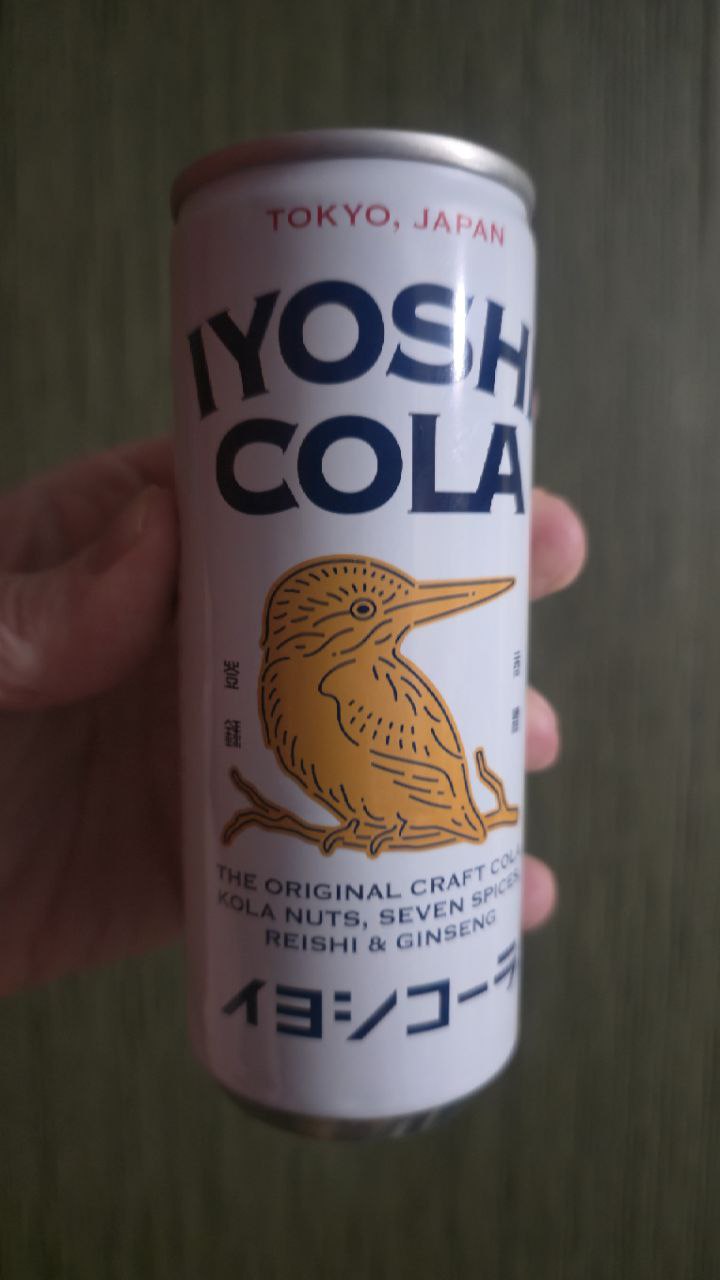 TOKYO, JAPAN
IYOSHI
COLA
THE ORIGINAL CRAFT COLA
KOLA NUTS, SEVEN SPICES,
REISHI & GINSENG
イヨシコーラ